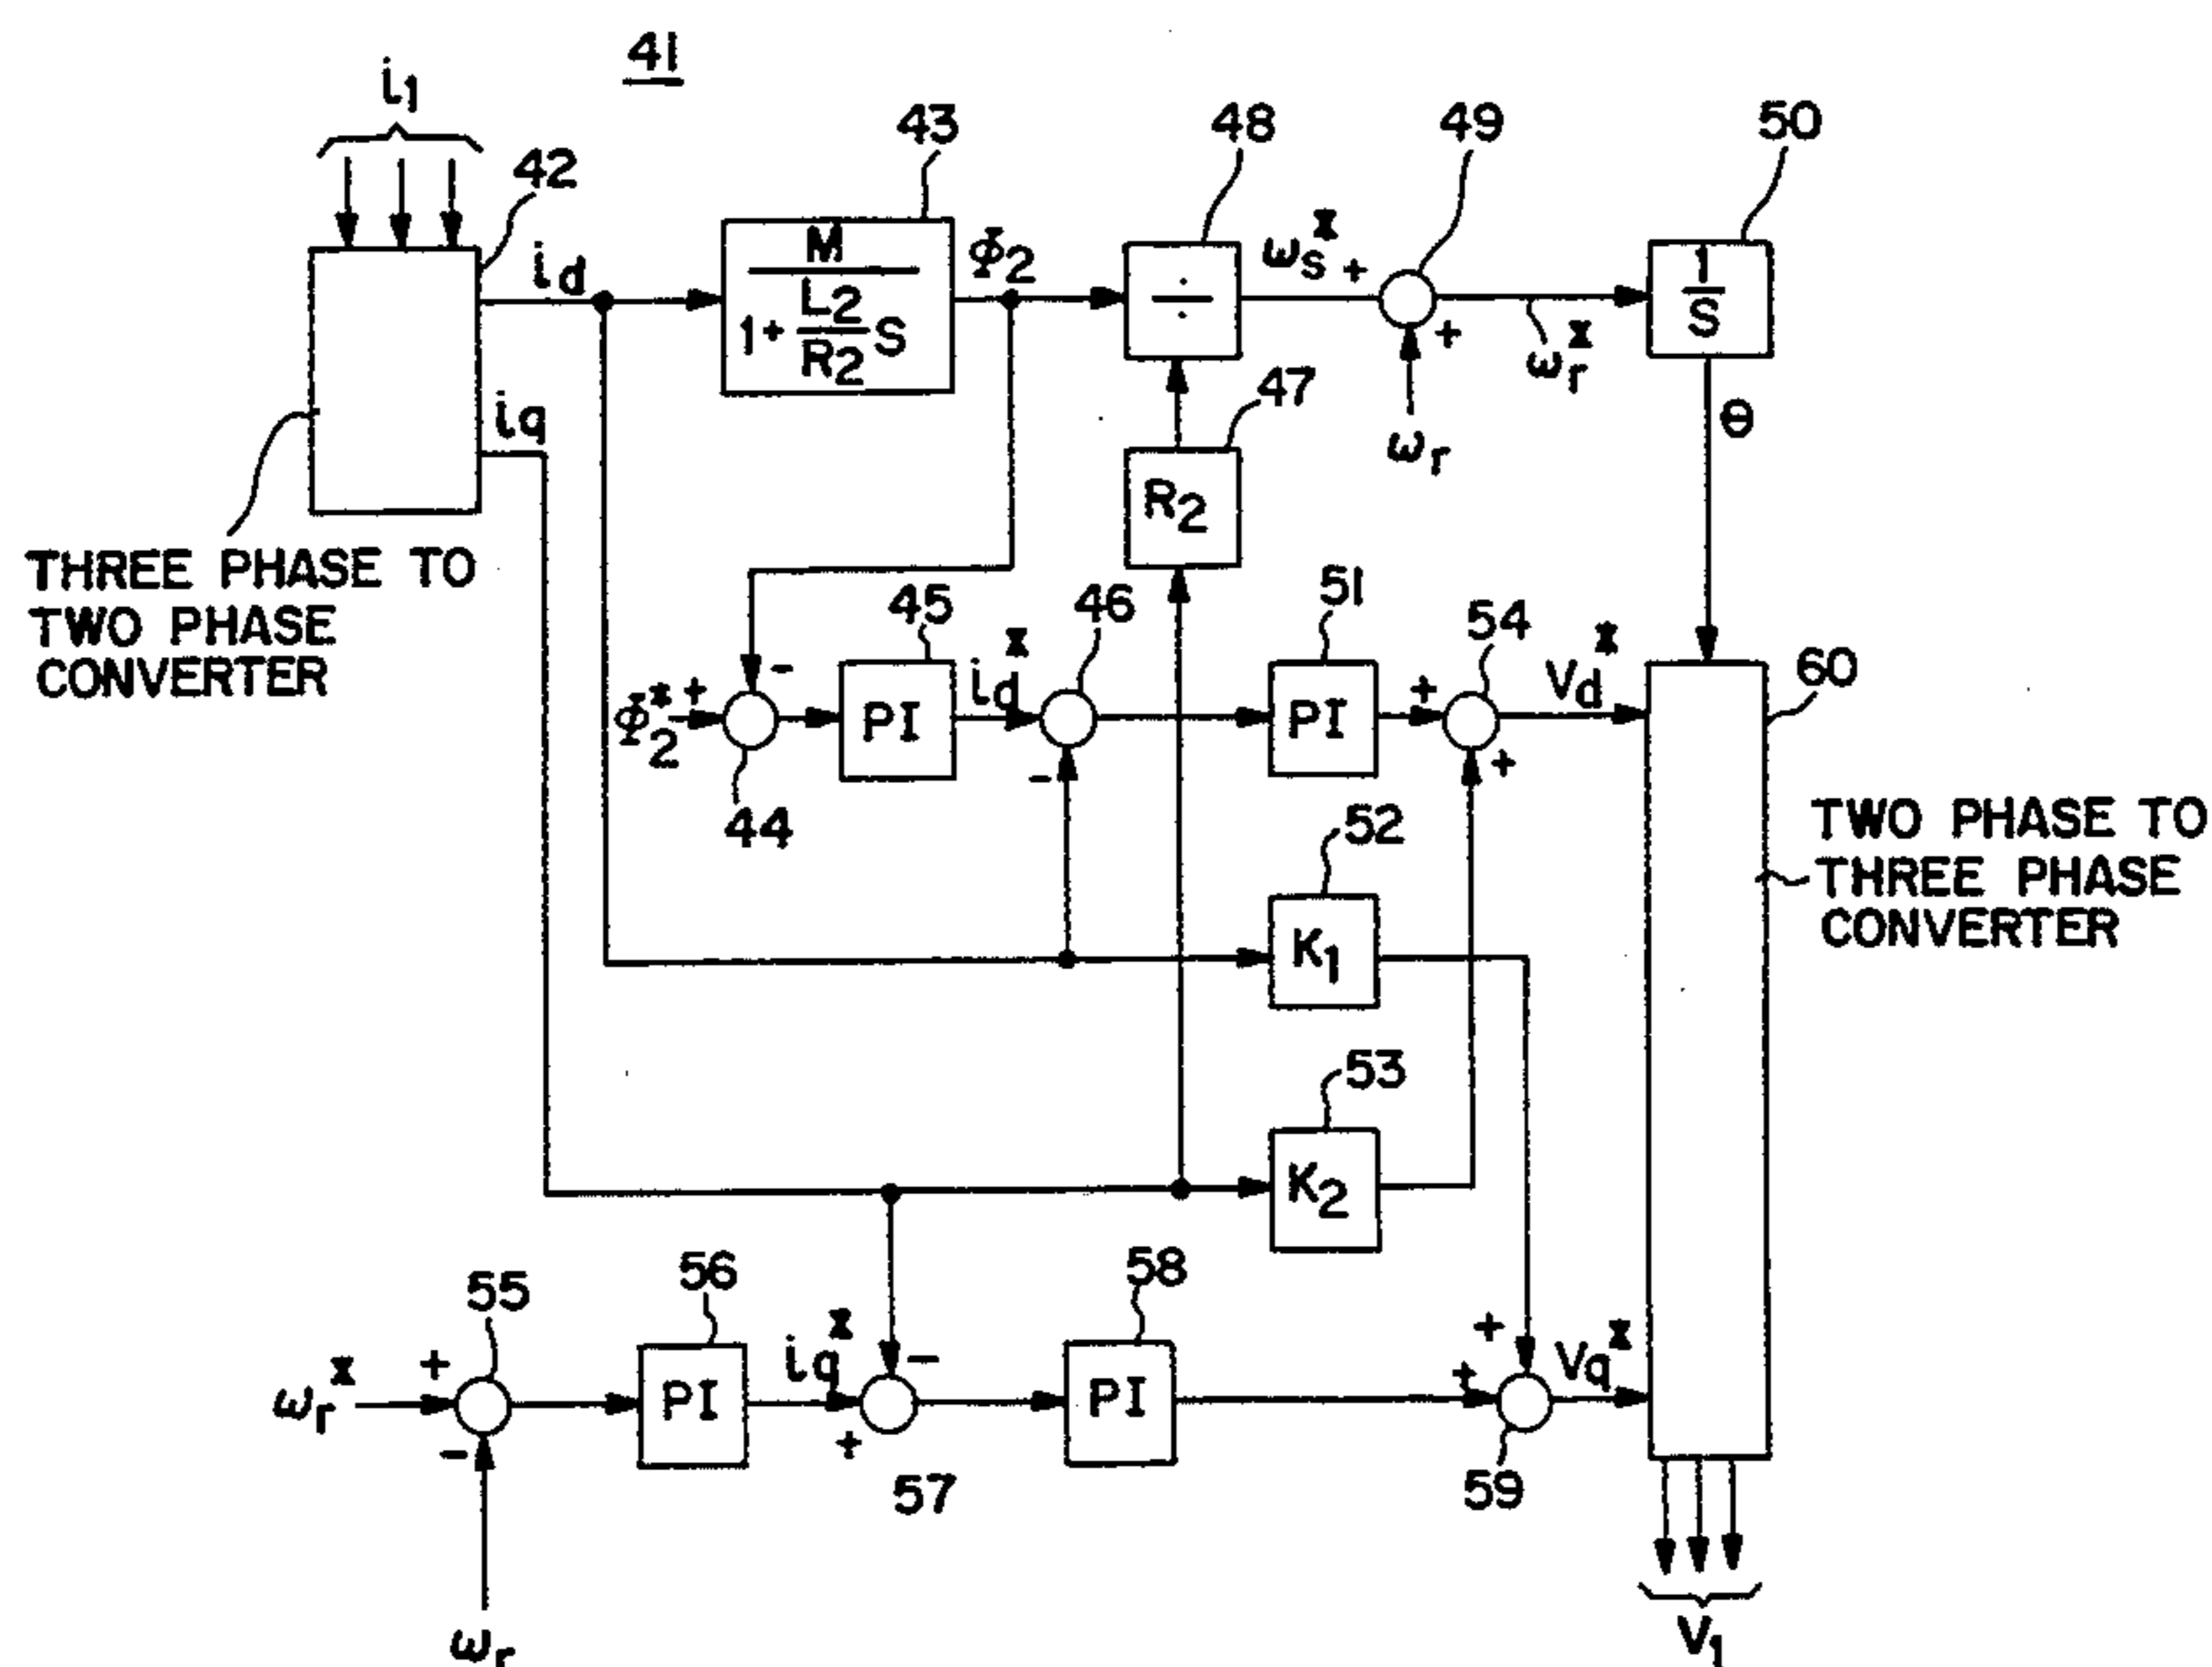 41
i1
42
43
48
49
50
id
M
1+ L2 S
R2
Φ2
÷
ωs* +
+
ωr*
1
S
iq
47
ωr
θ
R2
THREE PHASE TO
TWO PHASE
CONVERTER
45
46
51
54
60
Φ2* +
-
PI
id*
-
PI
+
+
Vd*
44
52
K1
TWO PHASE TO
THREE PHASE
CONVERTER
53
K2
55
56
58
ωr* +
-
PI
iq*
-
+
PI
+
+
Vq*
57
59
ωr
V1